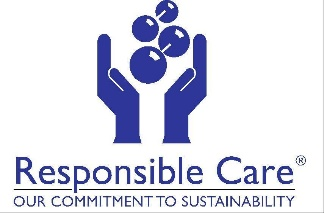 Responsible Care®
OUR COMMITMENT TO SUSTAINABILITY